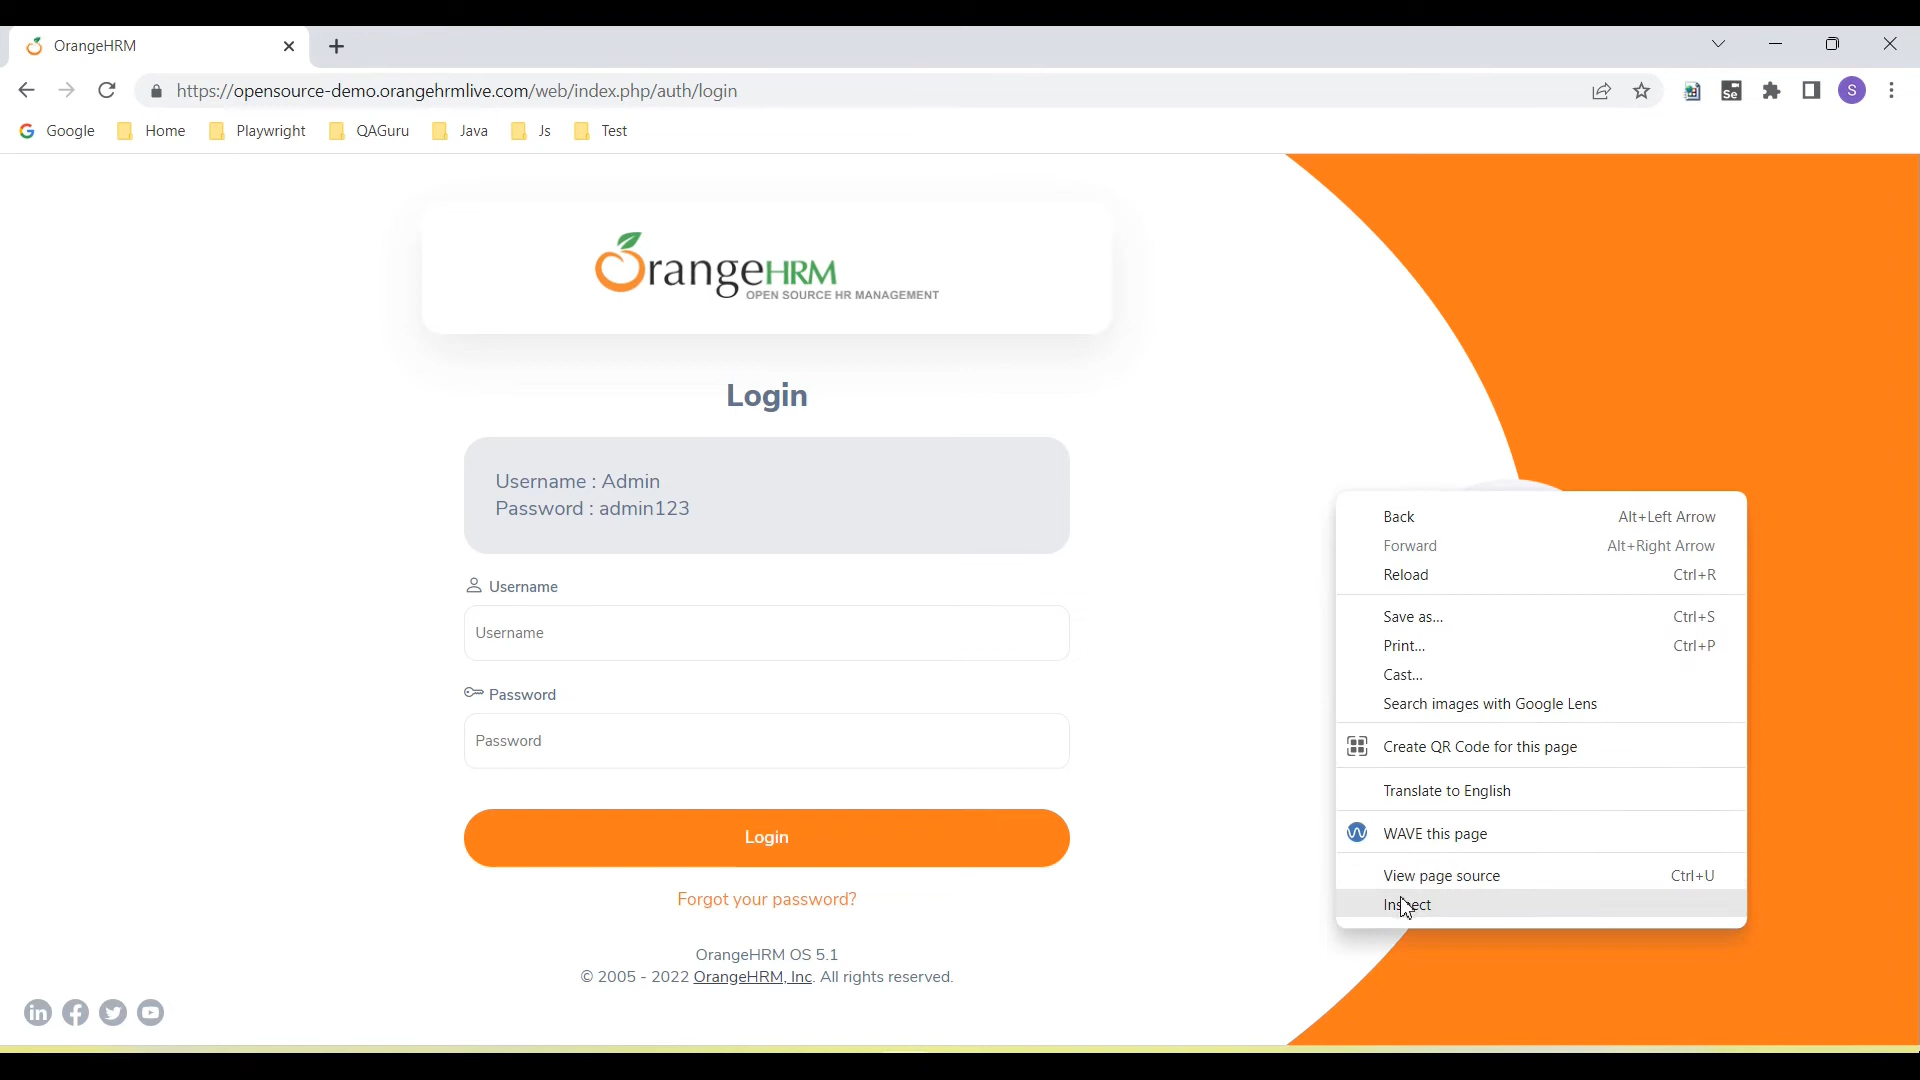 OrangeHRM
https://opensource-demo.orangehrmlive.com/web/index.php/auth/login
Se
S
Google Home Playwright QAGuru Java Js Test
OrangeHRM
OPEN SOURCE HR MANAGEMENT
Login
Username : Admin
Password : admin123
Username
Username
Password
Password
Login
Forgot your password?
OrangeHRM OS 5.1
© 2005 - 2022 OrangeHRM, Inc. All rights reserved.
Back Alt+Left Arrow
Forward Alt+Right Arrow
Reload Ctrl+R
Save as... Ctrl+S
Print... Ctrl+P
Cast...
Search images with Google Lens
Create QR Code for this page
Translate to English
WAVE this page
View page source Ctrl+U
Inspect